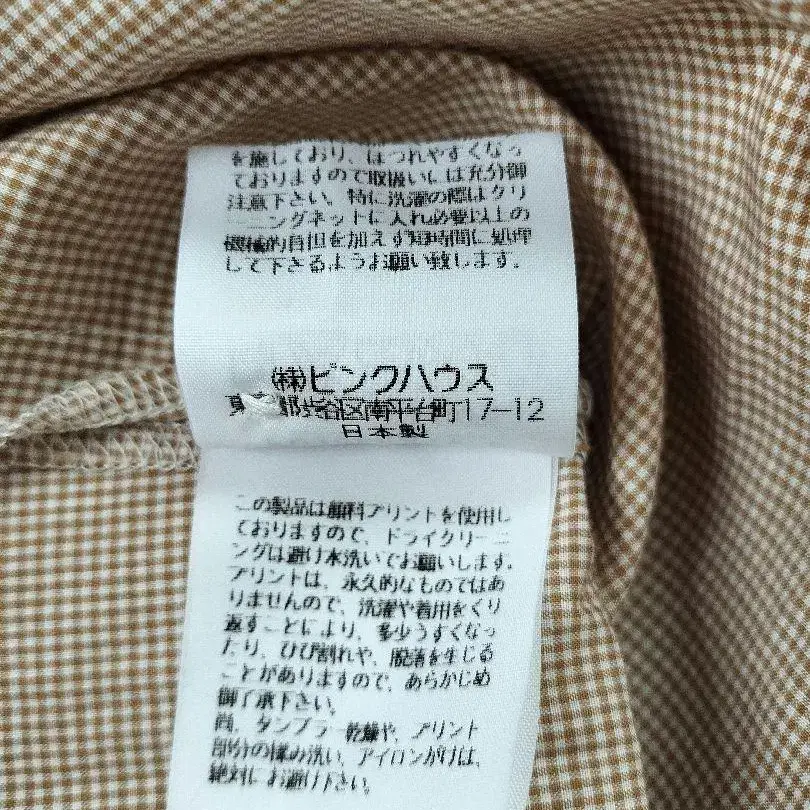 を施しており、ほつれやすくなっ
ておりますので取扱いには充分御
注意下さい。特に洗濯の際はクリ
ーニングネットに入れ必要以上の
機械的負担を加えず短時間に処理
して下さるようお願い致します。
㈱ピンクハウス
東 都渋谷区南平台町17-12
日本製
この製品は顔料プリントを使用し
ておりますので、ドライクリーニ
ングは避け水洗いでお願いします。
プリントは、永久的なものではあ
りませんので、洗濯や着用をくり
返すことにより、多少うすくなっ
たり、ひび割れや、脱落を生じる
ことがありますので、あらかじめ
御了承下さい。
尚、タンブラー乾燥や、プリント
部分の揉み洗い、アイロンがけは、
絶対にお避け下さい。